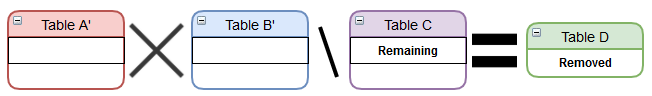 Table A'
Table B'
Table C
Remaining
Table D
Removed